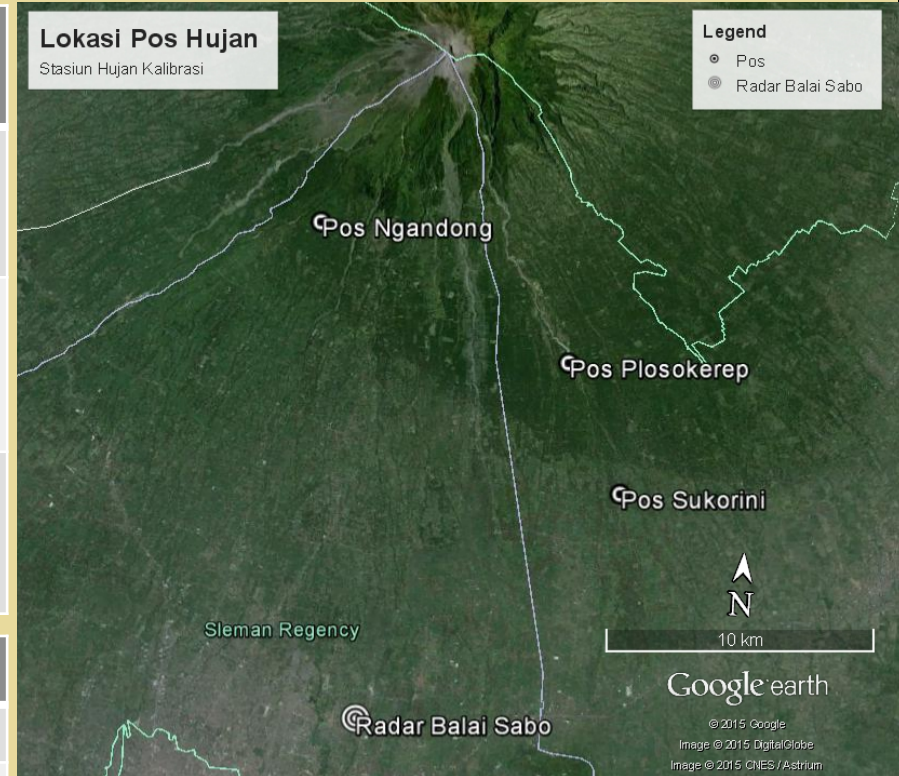 Lokasi Pos Hujan
Stasiun Hujan Kalibrasi
Legend
Pos
Radar Balai Sabo
Pos Ngandong
Pos Plosokerep
Pos Sukorini
N
Sleman Regency
10 km
Google earth
Radar Balai Sabo
© 2015 Google
Image © 2015 DigitalGlobe
Image © 2015 CNES / Astrium